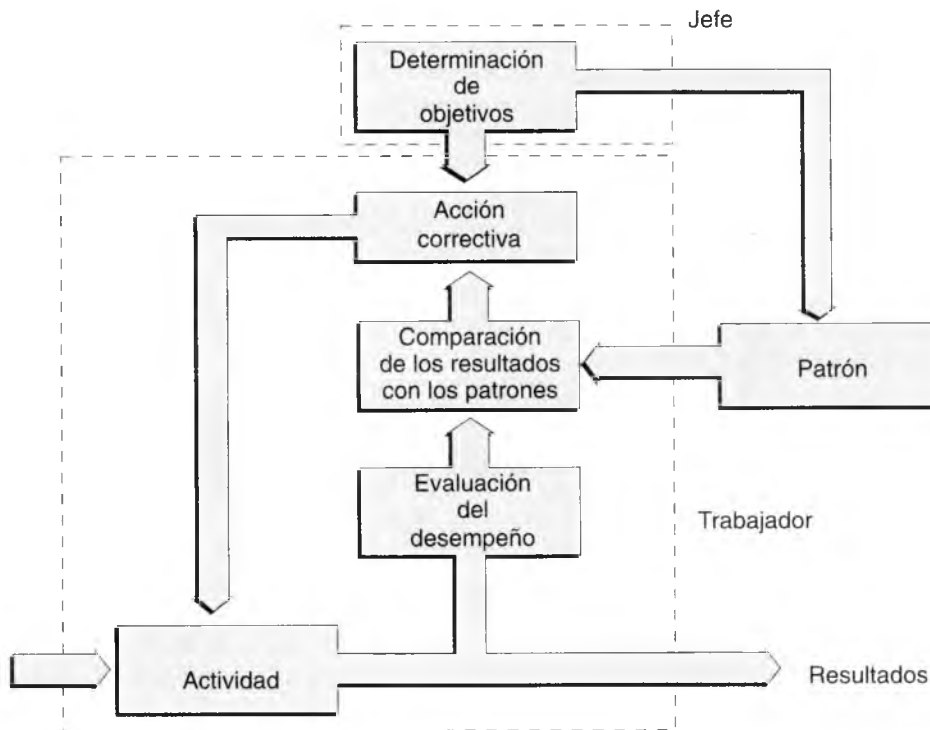 Jefe
Determinación
de
objetivos
Acción
correctiva
Comparación
de los resultados
con los patrones
Patrón
Evaluación
del
desempeño
Trabajador
Actividad
Resultados